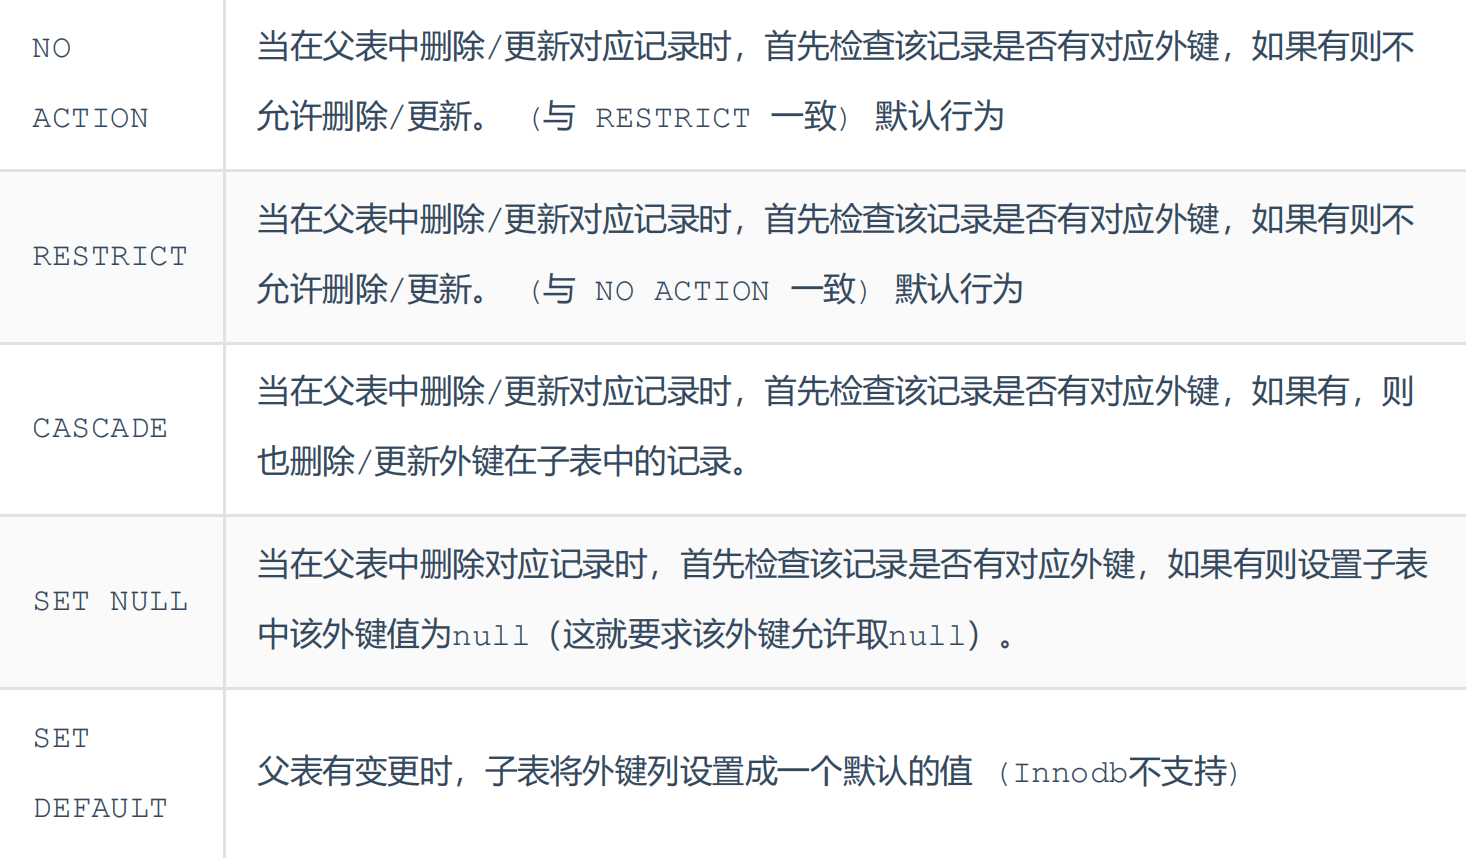 NO
ACTION
当在父表中删除/更新对应记录时，首先检查该记录是否有对应外键，如果有则不
允许删除/更新。 （与 RESTRICT 一致） 默认行为
RESTRICT
当在父表中删除/更新对应记录时，首先检查该记录是否有对应外键，如果有则不
允许删除/更新。 （与 NO ACTION 一致） 默认行为
CASCADE
当在父表中删除/更新对应记录时，首先检查该记录是否有对应外键，如果有，则
也删除/更新外键在子表中的记录。
SET NULL
当在父表中删除对应记录时，首先检查该记录是否有对应外键，如果有则设置子表
中该外键值为null（这就要求该外键允许取null）。
SET
DEFAULT
父表有变更时，子表将外键列设置成一个默认的值 （Innodb不支持）